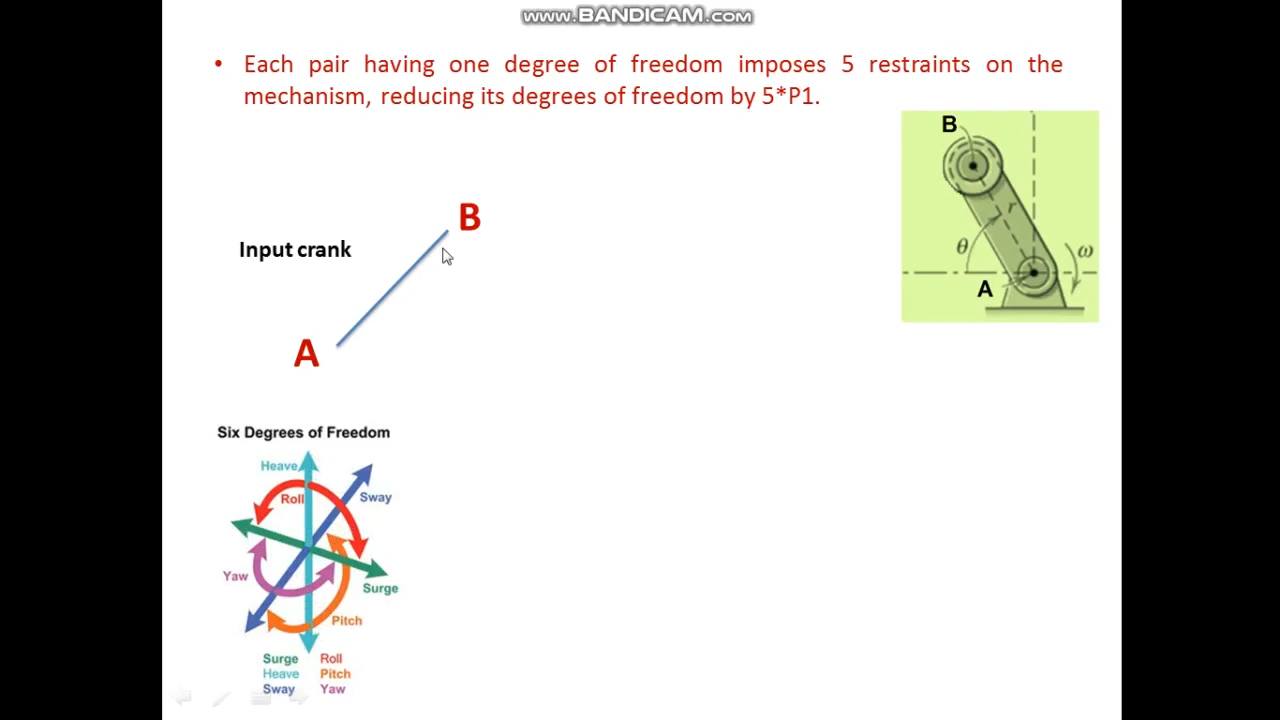 www.BANDICAM.com
• Each pair having one degree of freedom imposes 5 restraints on the
mechanism, reducing its degrees of freedom by 5*P1.
B
B
r
Input crank
θ
ω
A
A
Six Degrees of Freedom
Heave
Roll
Sway
Yaw
Surge
Pitch
Surge Roll
Heave Pitch
Sway Yaw